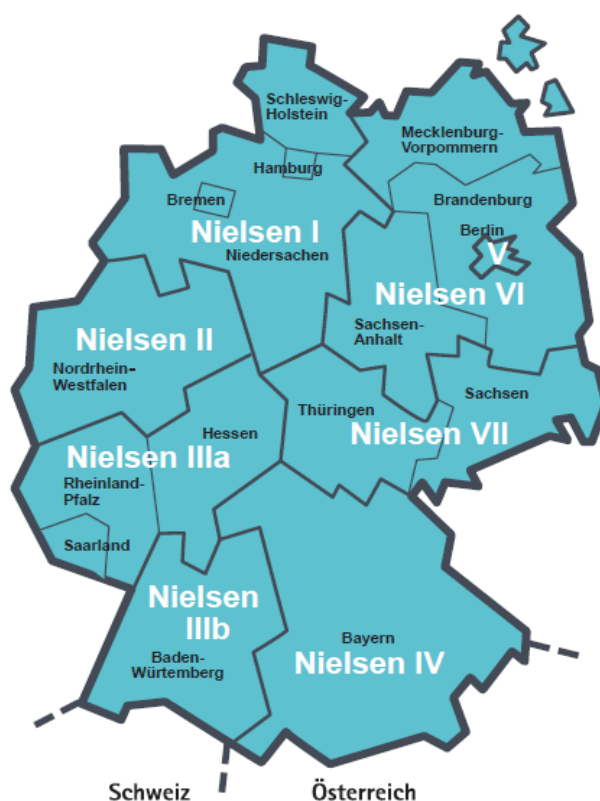 Schleswig-
Holstein
Mecklenburg-
Vorpommern
Hamburg
Bremen
Brandenburg
Nielsen I
Berlin
V
Niedersachen
Nielsen VI
Nielsen II
Sachsen-
Anhalt
Nordrhein-
Westfalen
Sachsen
Thüringen
Hessen
Nielsen VII
Nielsen IIIa
Rheinland-
Pfalz
Saarland
Nielsen
IIIb
Bayern
Nielsen IV
Baden-
Würtemberg
Schweiz
Österreich